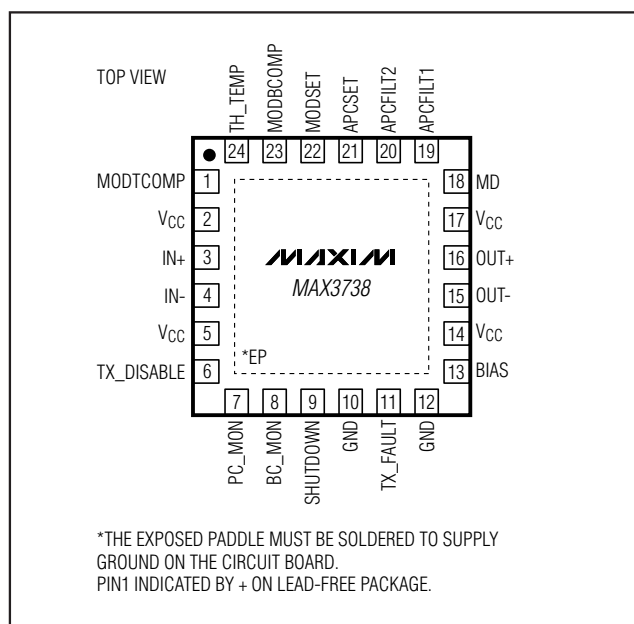 TOP VIEW
TH_TEMP
MODBCOMP
MODSET
APCSET
APCFILT2
APCFILT1
24
23
22
21
20
19
MODTCOMP 1
VCC 2
IN+ 3
IN- 4
VCC 5
TX_DISABLE 6
18 MD
17 VCC
16 OUT+
15 OUT-
14 VCC
13 BIAS
MAXIM
MAX3738
*EP
7
8
9
10
11
12
PC_MON
BC_MON
SHUTDOWN
GND
TX_FAULT
GND
*THE EXPOSED PADDLE MUST BE SOLDERED TO SUPPLY
GROUND ON THE CIRCUIT BOARD.
PIN1 INDICATED BY + ON LEAD-FREE PACKAGE.